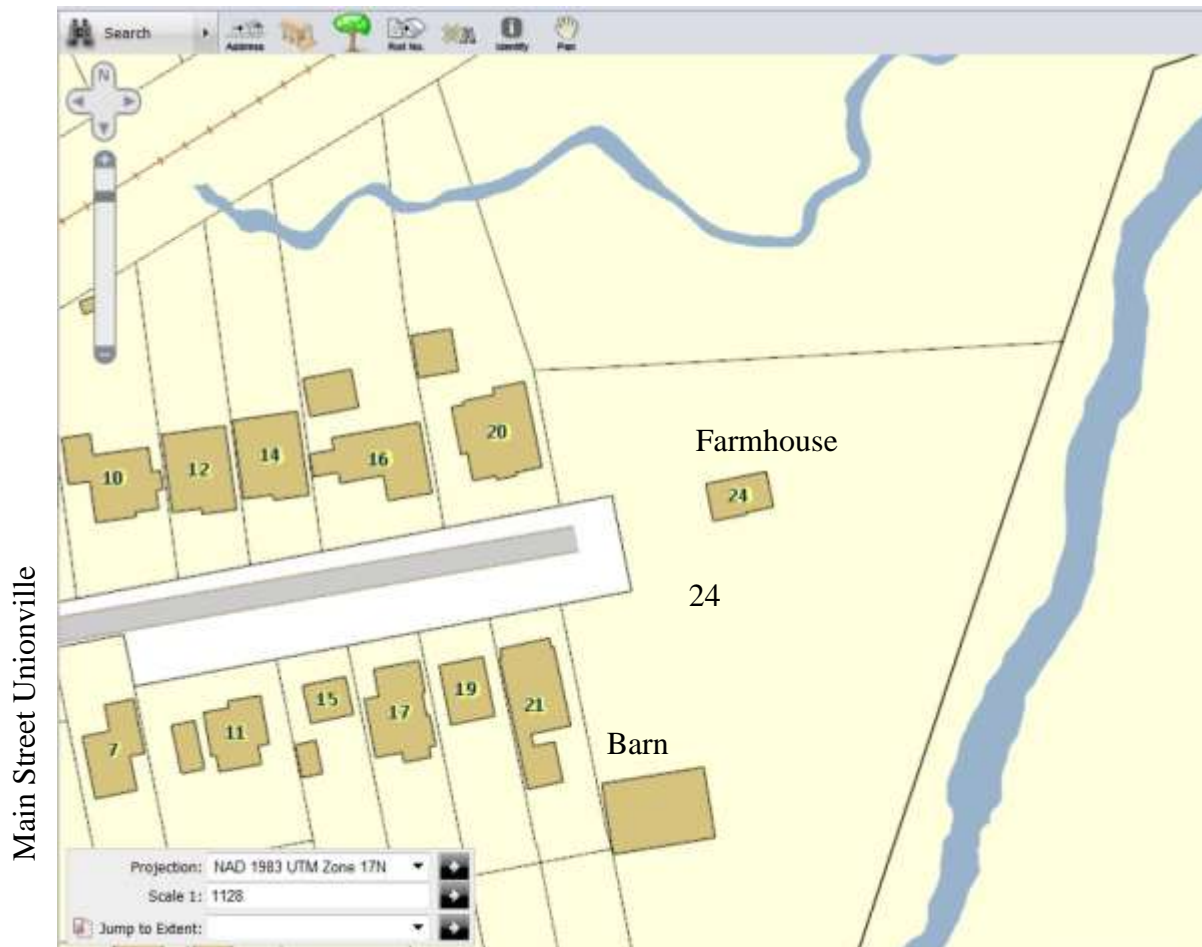 Search
Address
Roll No.
Identify
Pan
N
20
Farmhouse
14
16
12
10
24
24
Main Street Unionville
15
19
17
21
11
7
Barn
Projection: NAD 1983 UTM Zone 17N
Scale 1: 1128
Jump to Extent: